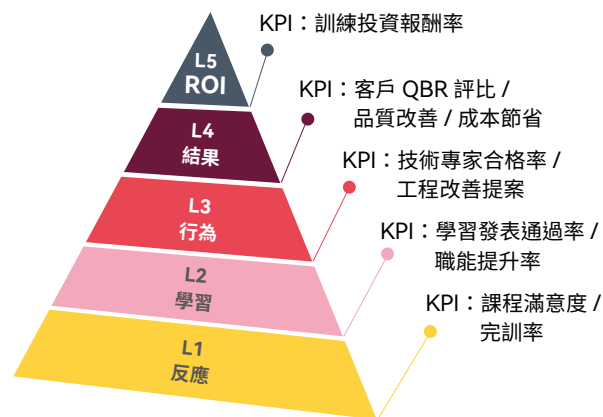 KPI：訓練投資報酬率
L5
ROI
KPI：客戶 QBR 評比 /
品質改善 / 成本節省
L4
結果
KPI：技術專家合格率 /
工程改善提案
L3
行為
KPI：學習發表通過率 /
職能提升率
L2
學習
KPI：課程滿意度 /
完訓率
L1
反應